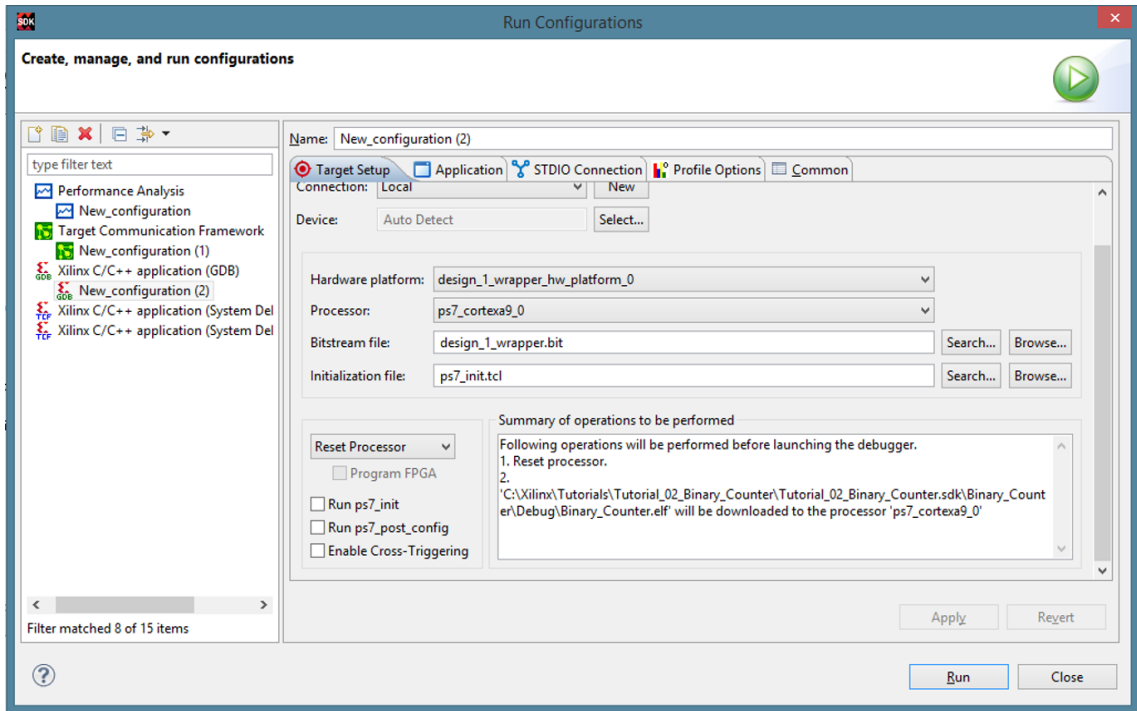 SDK
Run Configurations
Create, manage, and run configurations
type filter text
Performance Analysis
New_configuration
Target Communication Framework
New_configuration (1)
Xilinx C/C++ application (GDB)
New_configuration (2)
Xilinx C/C++ application (System Del
Xilinx C/C++ application (System Del
Filter matched 8 of 15 items
Name: New_configuration (2)
Target Setup Application STDIO Connection Profile Options Common
Connection: Local New
Device: Auto Detect Select...
Hardware platform: design_1_wrapper_hw_platform_0
Processor: ps7_cortexa9_0
Bitstream file: design_1_wrapper.bit Search... Browse...
Initialization file: ps7_init.tcl Search... Browse...
Reset Processor
Program FPGA
Run ps7_init
Run ps7_post_config
Enable Cross-Triggering
Summary of operations to be performed
Following operations will be performed before launching the debugger.
1. Reset processor.
2.
'C:\Xilinx\Tutorials\Tutorial_02_Binary_Counter\Tutorial_02_Binary_Counter.sdk\Binary_Count
er\Debug\Binary_Counter.elf' will be downloaded to the processor 'ps7_cortexa9_0'
Apply Revert
Run Close